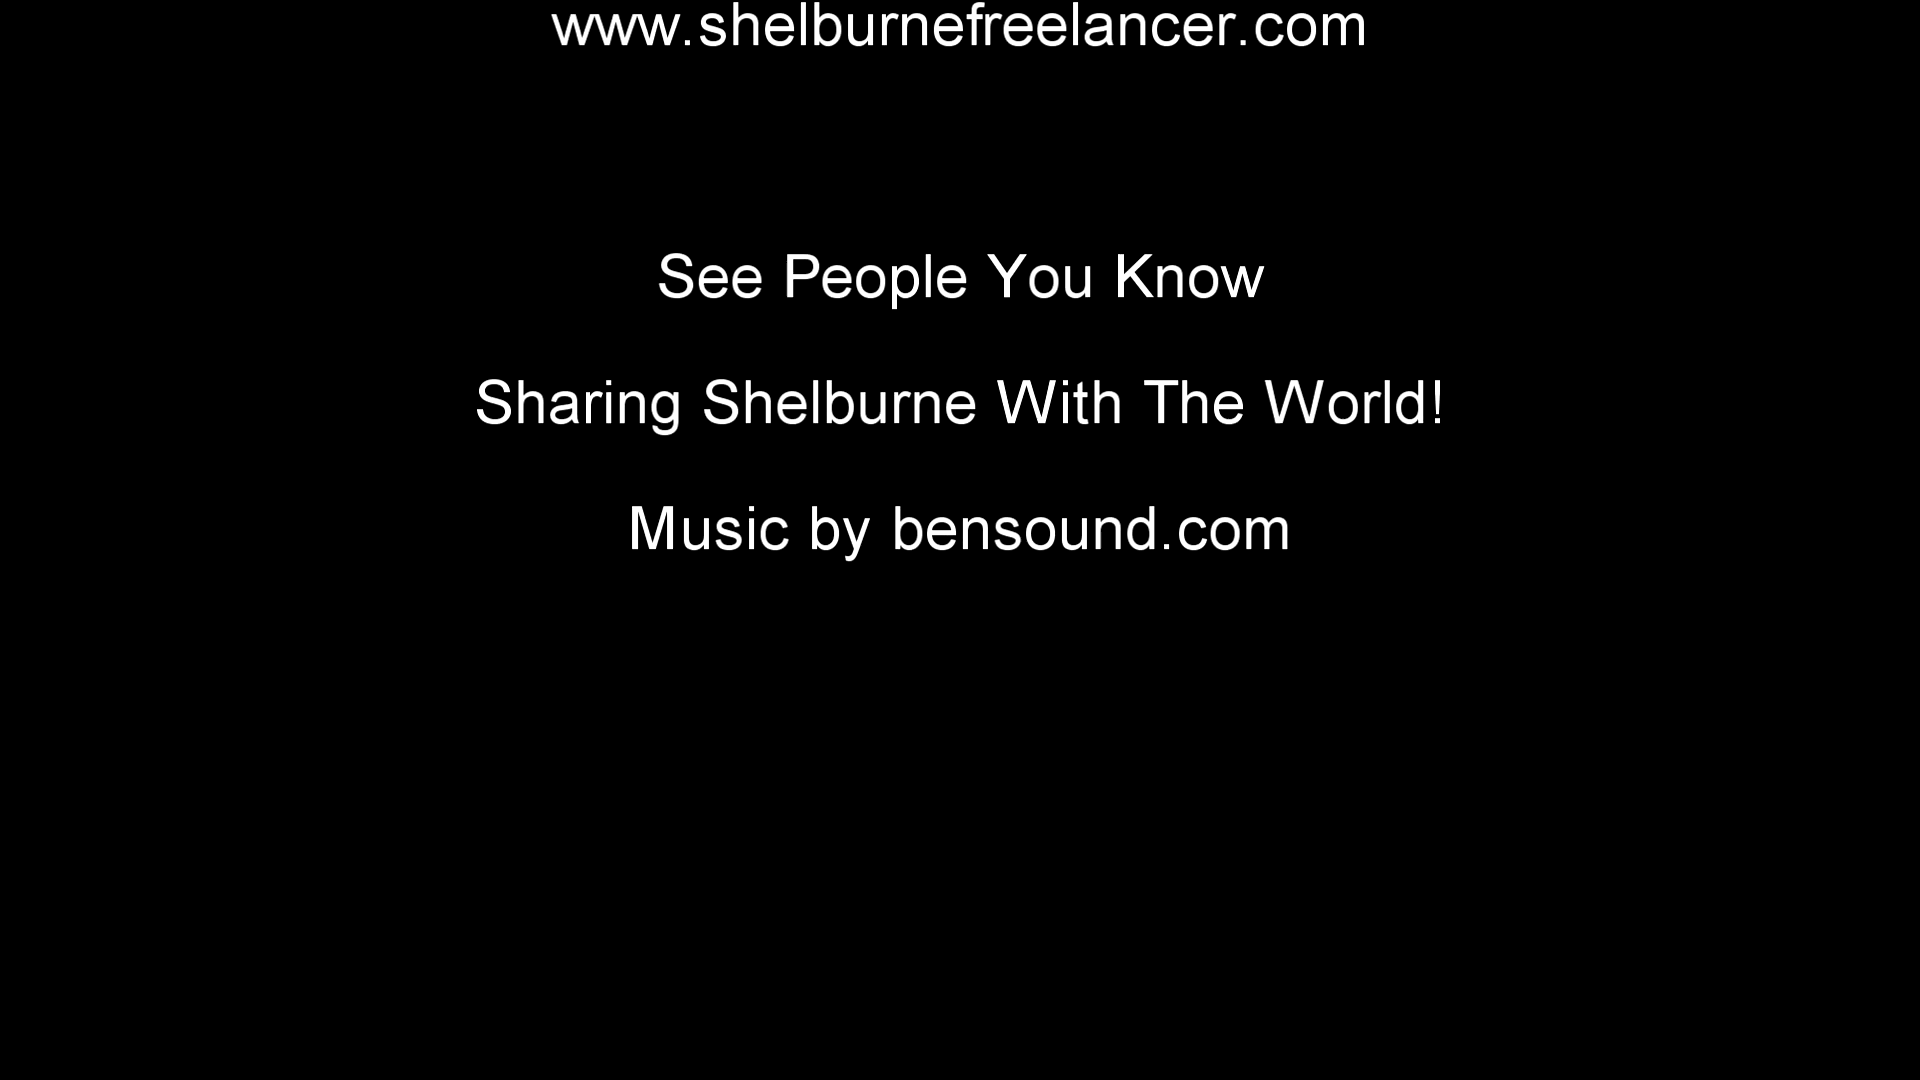 www.shelburnefreelancer.com
See People You Know
Sharing Shelburne With The World!
Music by bensound.com